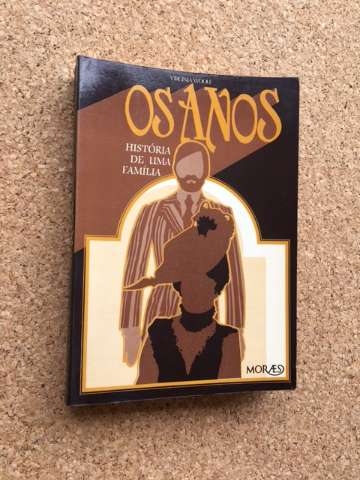 VIRGINIA WOOLF
OS ANOS
HISTÓRIA
DE UMA
FAMÍLIA
MORÆS